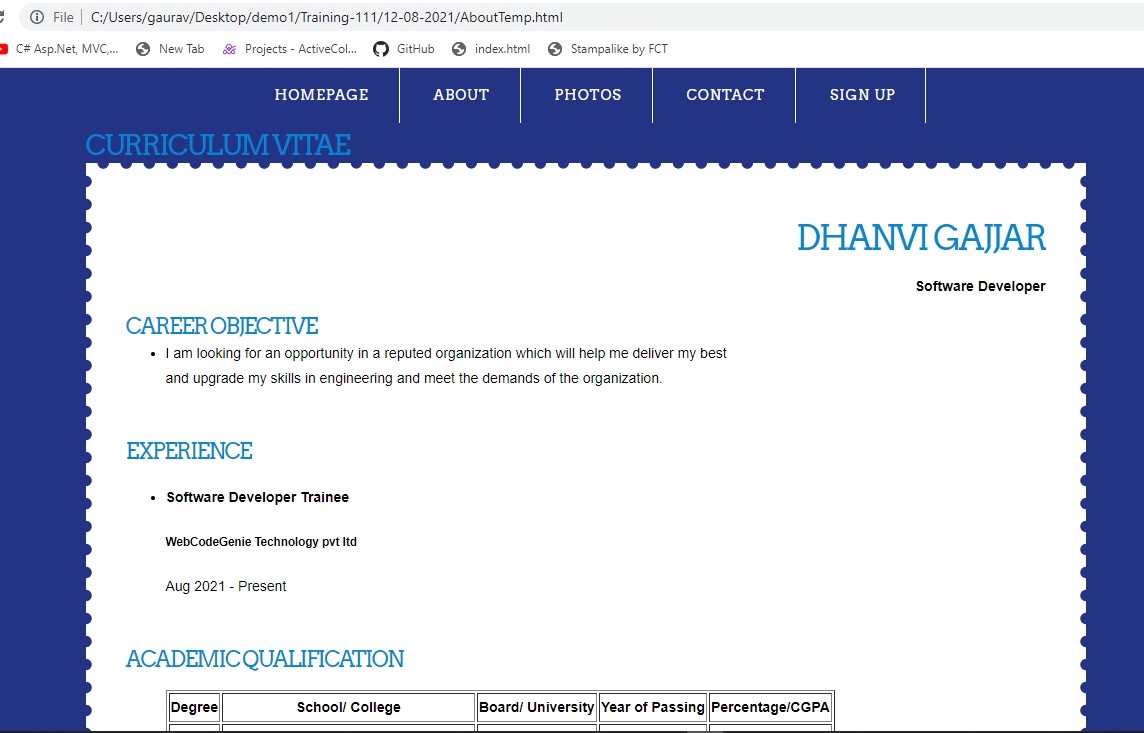 File C:/Users/gaurav/Desktop/demo1/Training-111/12-08-2021/AboutTemp.html
C# Asp.Net, MVC,... New Tab Projects - ActiveCol... GitHub index.html Stampalike by FCT
HOMEPAGE ABOUT PHOTOS CONTACT SIGN UP
CURRICULUM VITAE
DHANVI GAJJAR
Software Developer
CAREER OBJECTIVE
• I am looking for an opportunity in a reputed organization which will help me deliver my best
and upgrade my skills in engineering and meet the demands of the organization.
EXPERIENCE
• Software Developer Trainee
WebCodeGenie Technology pvt ltd
Aug 2021 - Present
ACADEMIC QUALIFICATION
Degree School/ College Board/ University Year of Passing Percentage/CGPA